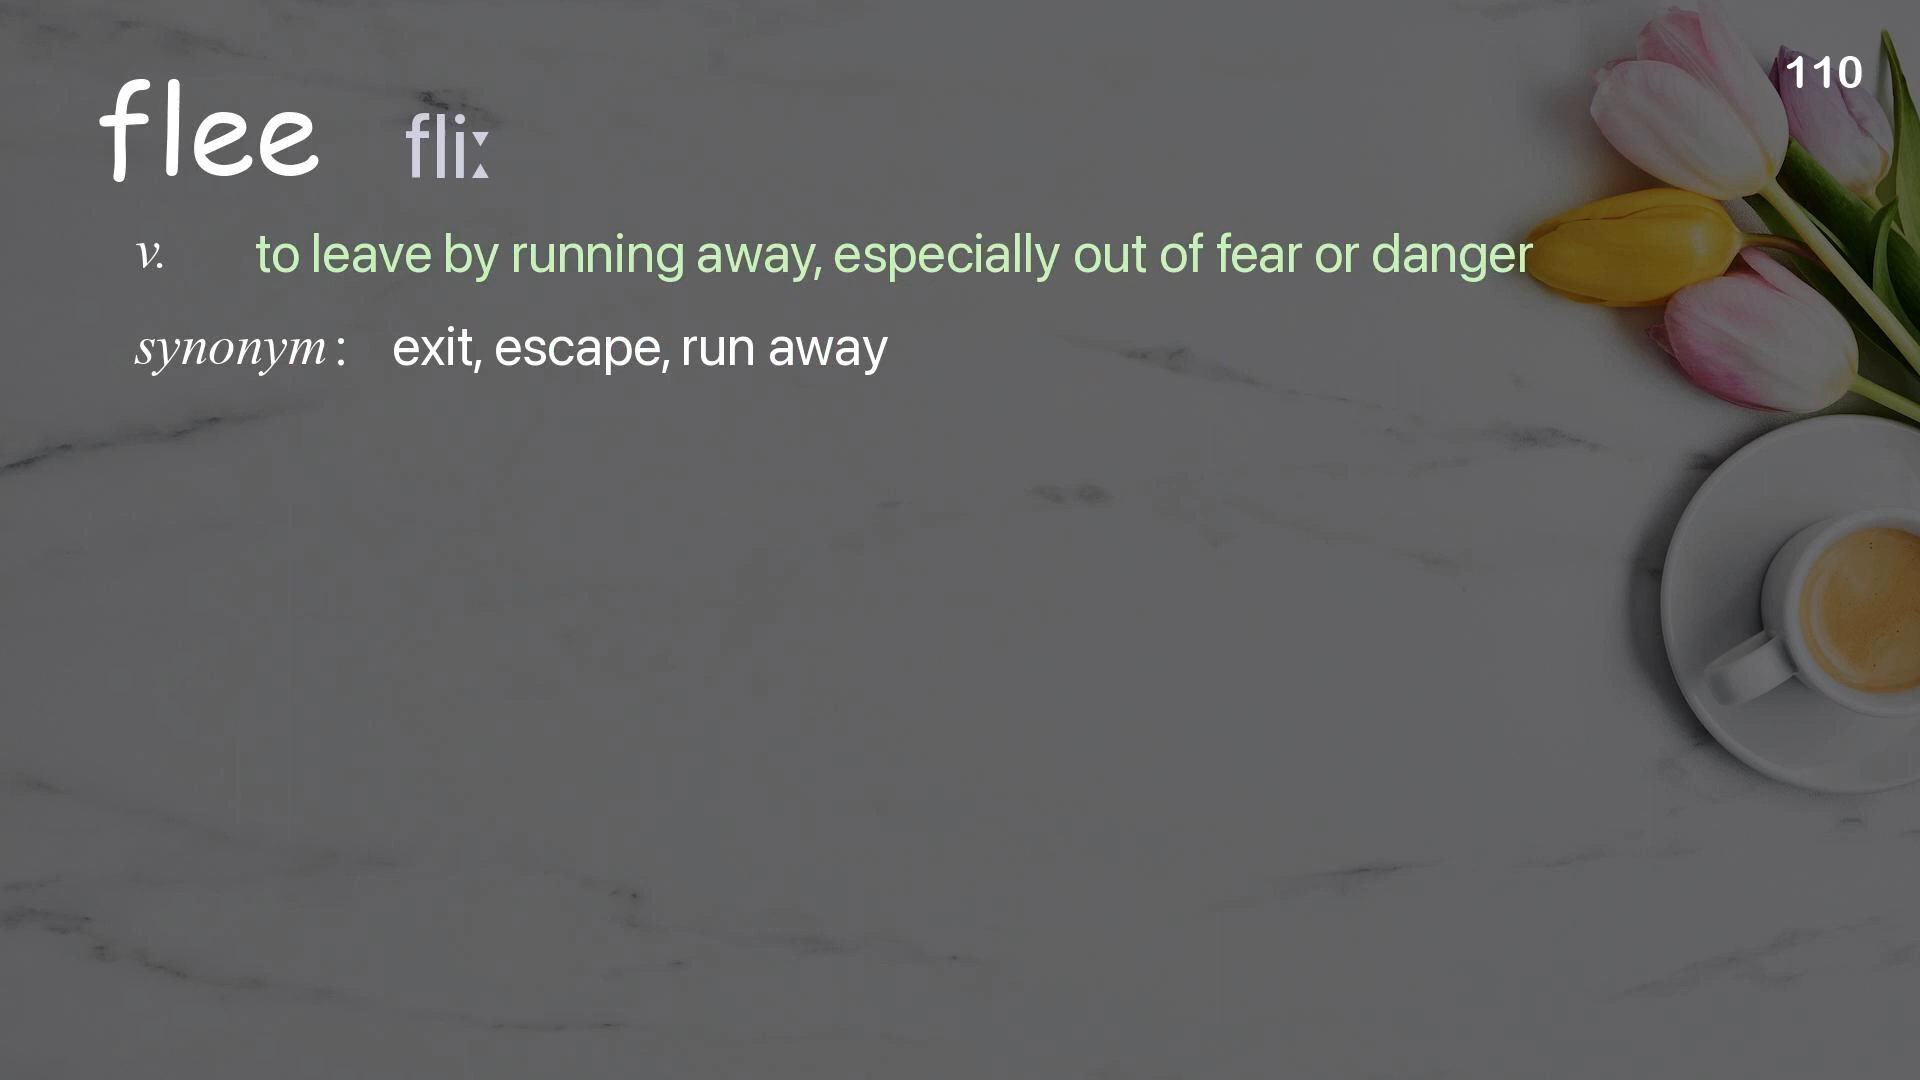 110
flee fliː
v. to leave by running away, especially out of fear or danger
synonym: exit, escape, run away